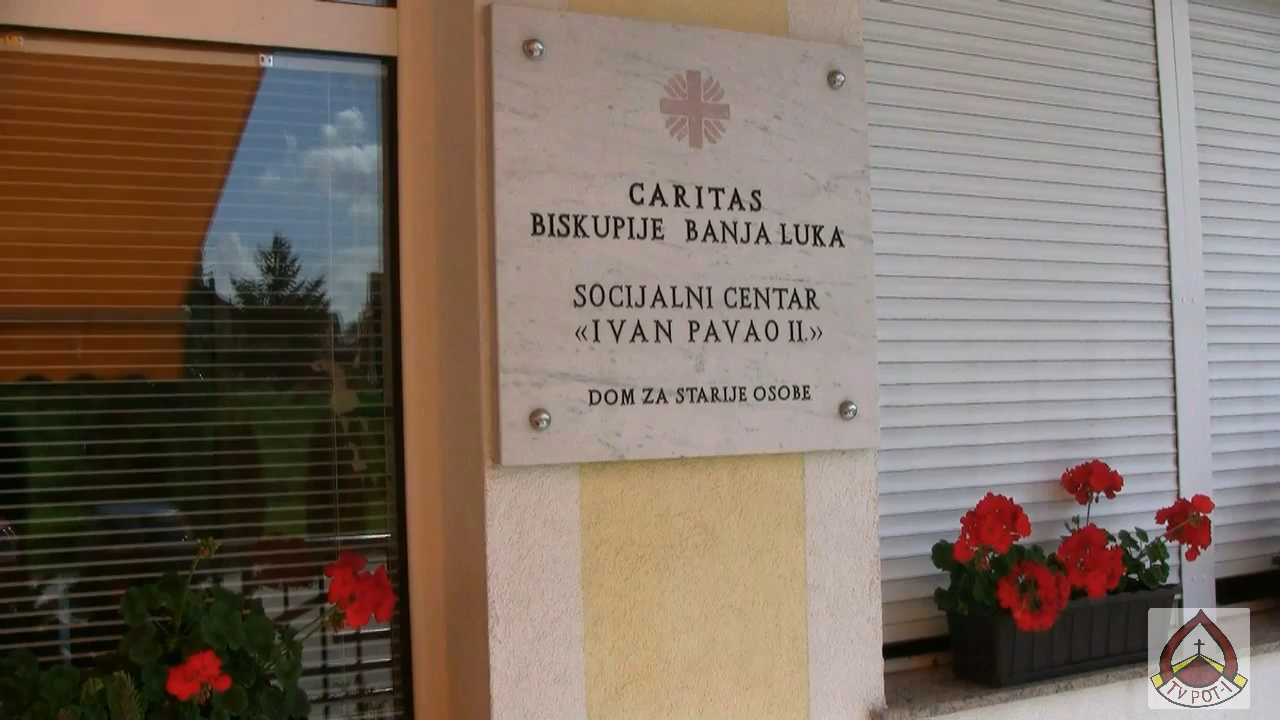 CARITAS
BISKUPIJE BANJA LUKA
SOCIJALNI CENTAR
«IVAN PAVAO II.»
DOM ZA STARIJE OSOBE
TV POT-1